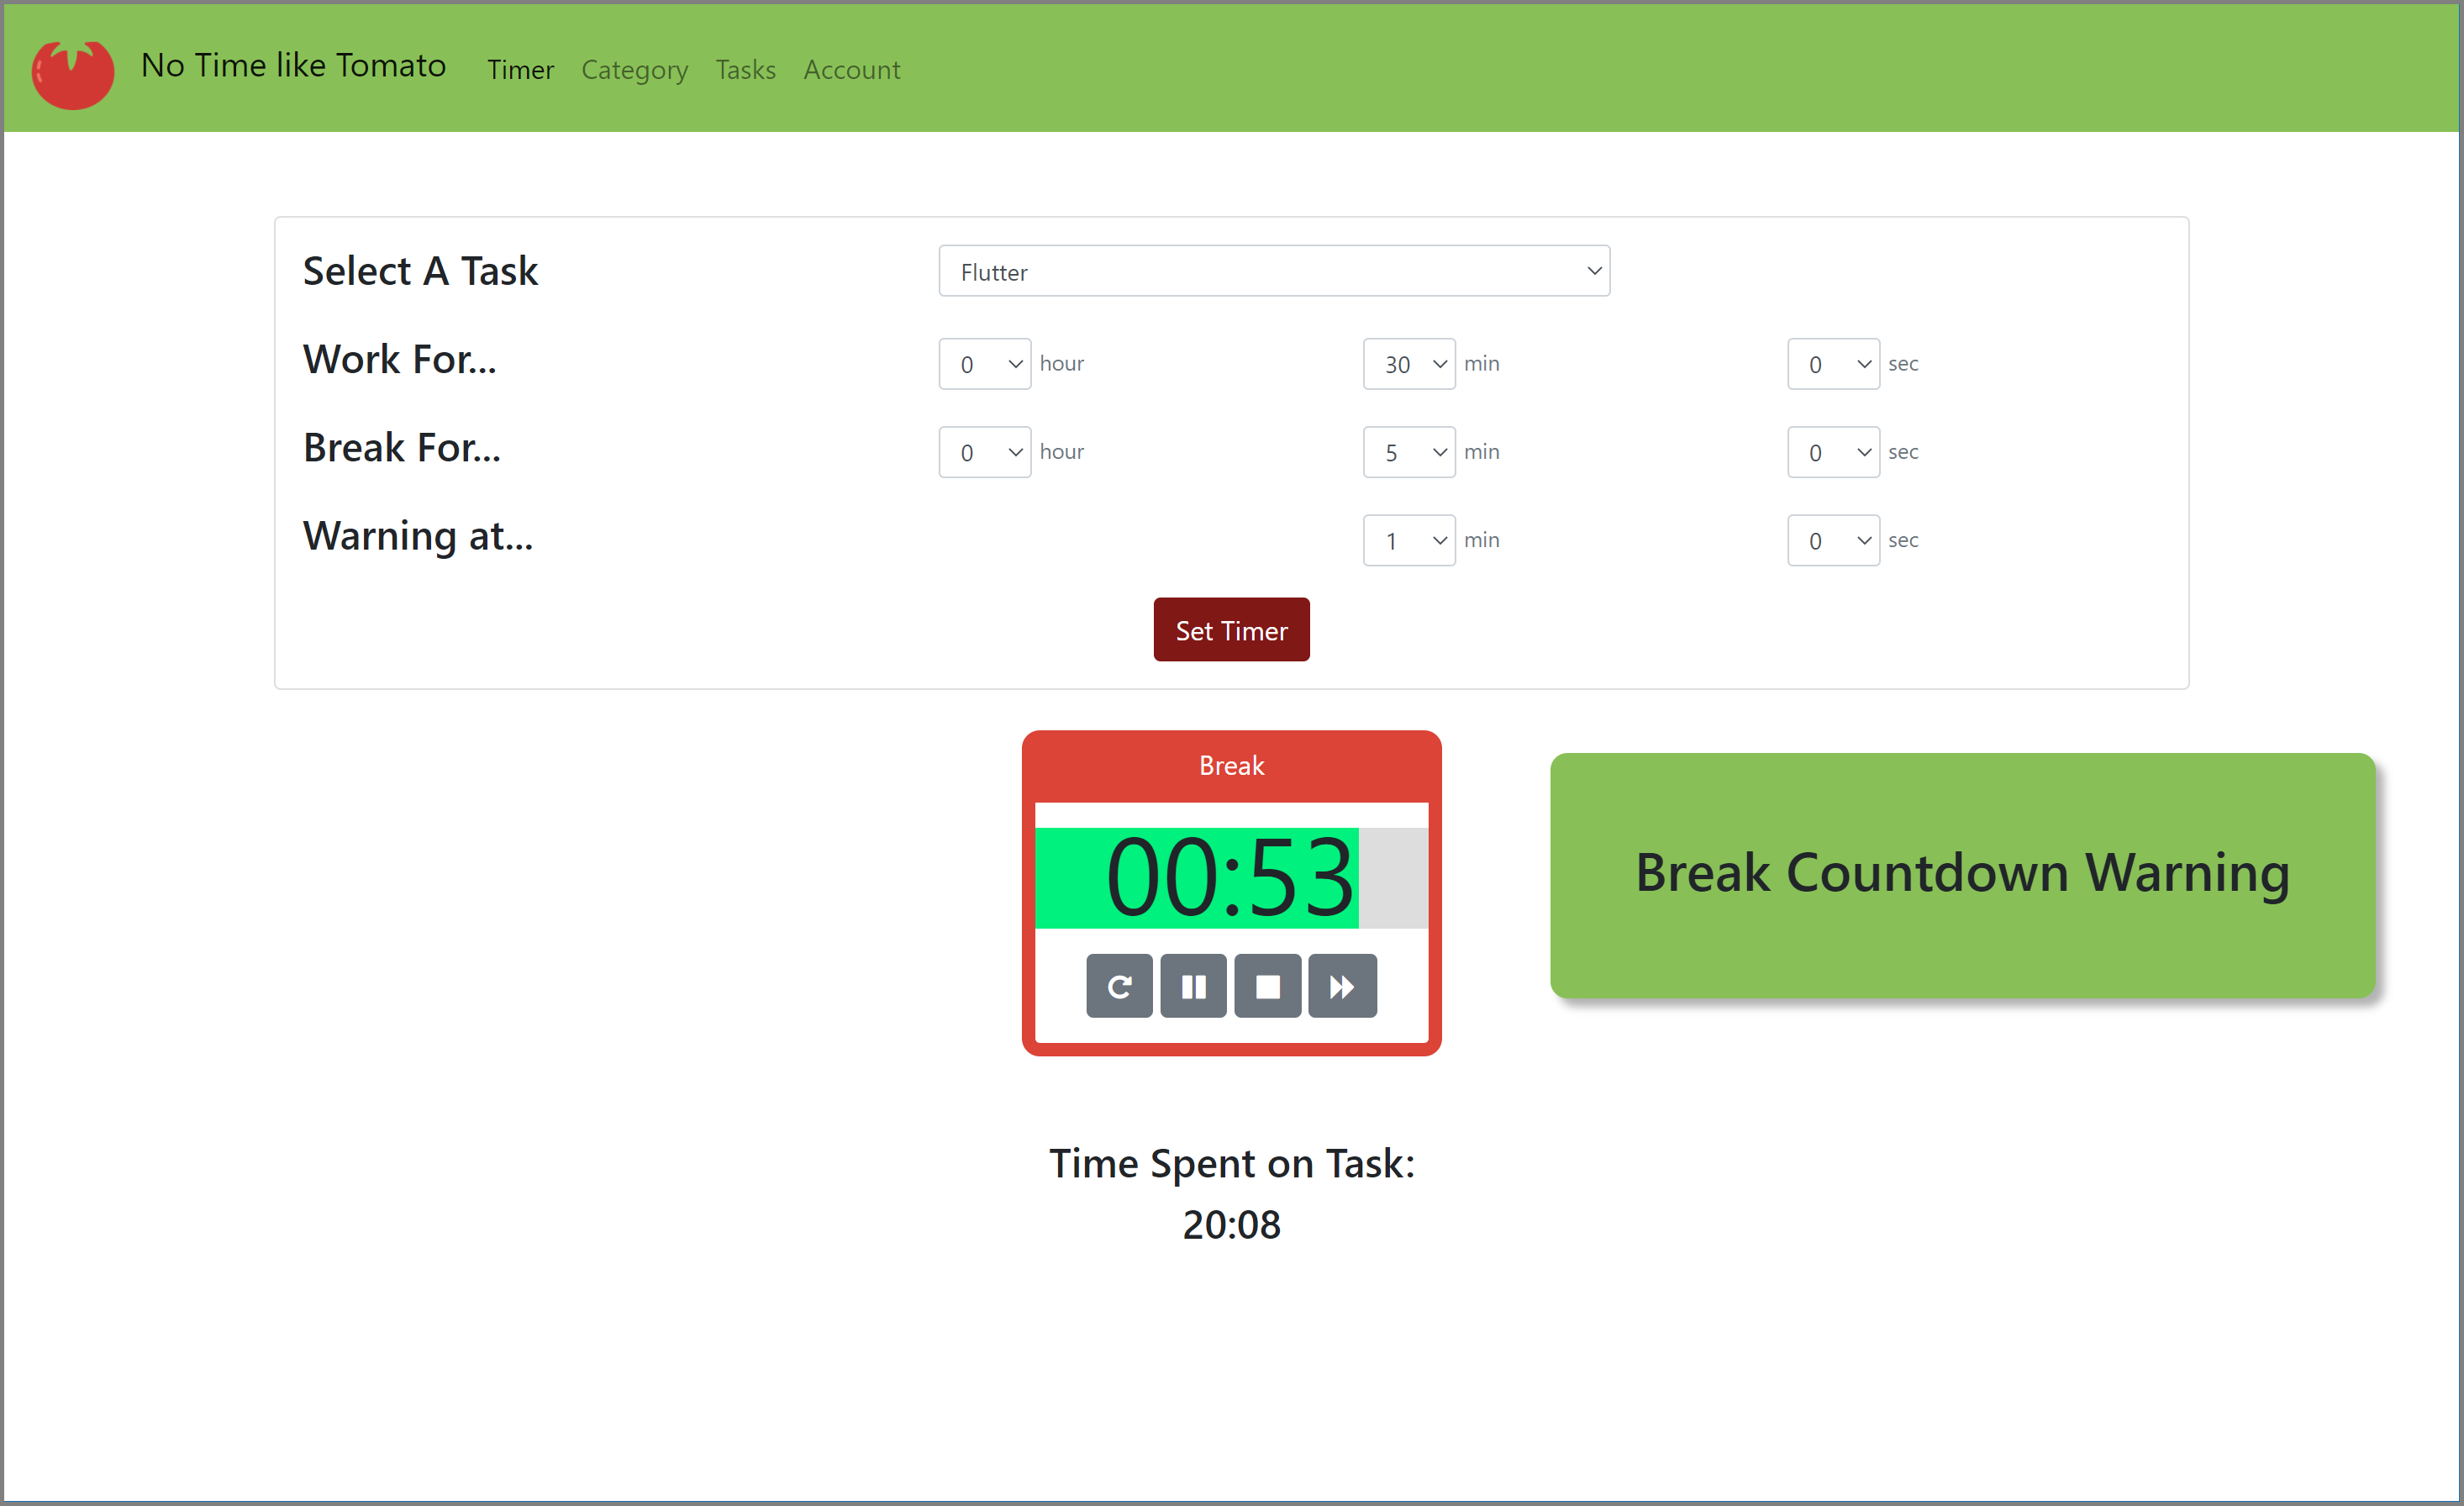 No Time like Tomato Timer Category Tasks Account
Select A Task Flutter
Work For... 0 hour 30 min 0 sec
Break For... 0 hour 5 min 0 sec
Warning at... 1 min 0 sec
Set Timer
Break
00:53
Break Countdown Warning
Time Spent on Task:
20:08